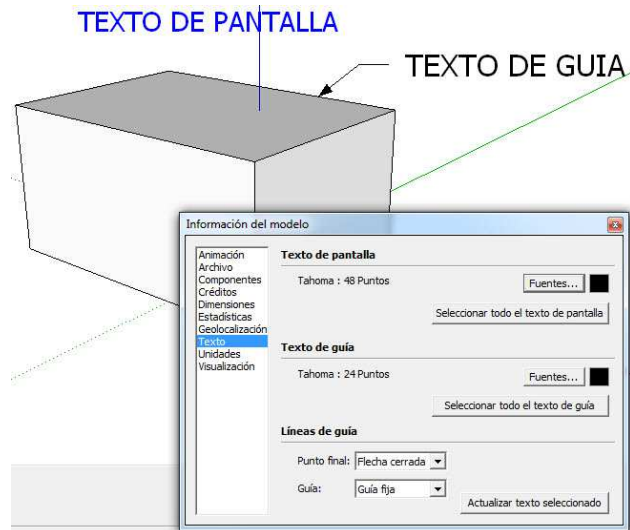 TEXTO DE PANTALLA
TEXTO DE GUIA
Información del modelo
Animación
Archivo
Componentes
Créditos
Dimensiones
Estadísticas
Geolocalización
Texto
Unidades
Visualización
Texto de pantalla
Tahoma : 48 Puntos
Fuentes...
Seleccionar todo el texto de pantalla
Texto de guía
Tahoma : 24 Puntos
Fuentes...
Seleccionar todo el texto de guía
Líneas de guía
Punto final: Flecha cerrada
Guía: Guía fija
Actualizar texto seleccionado